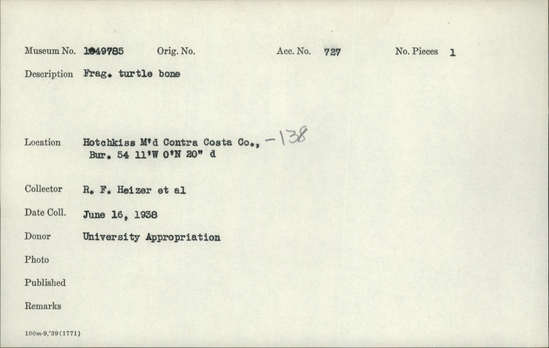 Museum No. 1-49785 Orig. No. Acc. No. 727 No. Pieces 1
Description Frag. turtle bone
Location Hotchkiss M'd Contra Costa Co., -138
Bur. 54 11'W 0'N 20" d
Collector R. F. Heizer et al
Date Coll. June 16, 1938
Donor University Appropriation
Photo
Published
Remarks
100m-9,'39(1771)